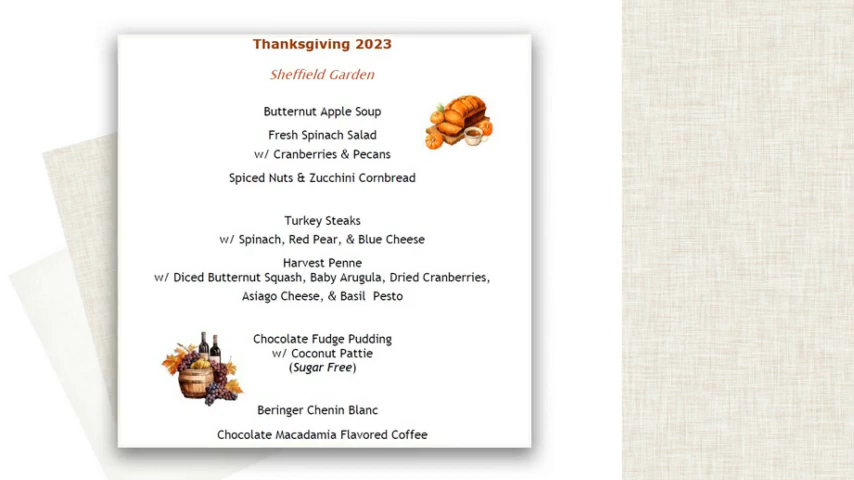 Thanksgiving 2023
Sheffield Garden
Butternut Apple Soup
Fresh Spinach Salad
w/ Cranberries & Pecans
Spiced Nuts & Zucchini Cornbread
Turkey Steaks
w/ Spinach, Red Pear, & Blue Cheese
Harvest Penne
w/ Diced Butternut Squash, Baby Arugula, Dried Cranberries,
Asiago Cheese, & Basil Pesto
Chocolate Fudge Pudding
w/ Coconut Pattie
(Sugar Free)
Beringer Chenin Blanc
Chocolate Macadamia Flavored Coffee